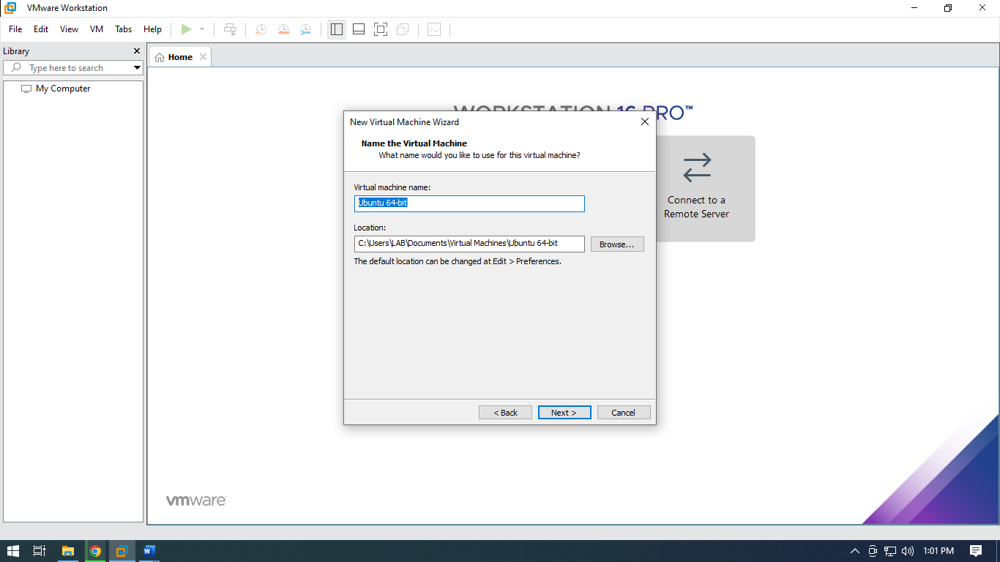 VMware Workstation
File Edit View VM Tabs Help
Library
Type here to search
My Computer
Home
WORKSTATION 16 PRO™
New Virtual Machine Wizard
Name the Virtual Machine
What name would you like to use for this virtual machine?
Virtual machine name:
Ubuntu 64-bit
Location:
C:\Users\LAB\Documents\Virtual Machines\Ubuntu 64-bit
Browse...
The default location can be changed at Edit > Preferences.
< Back Next > Cancel
Connect to a
Remote Server
vmware
1:01 PM